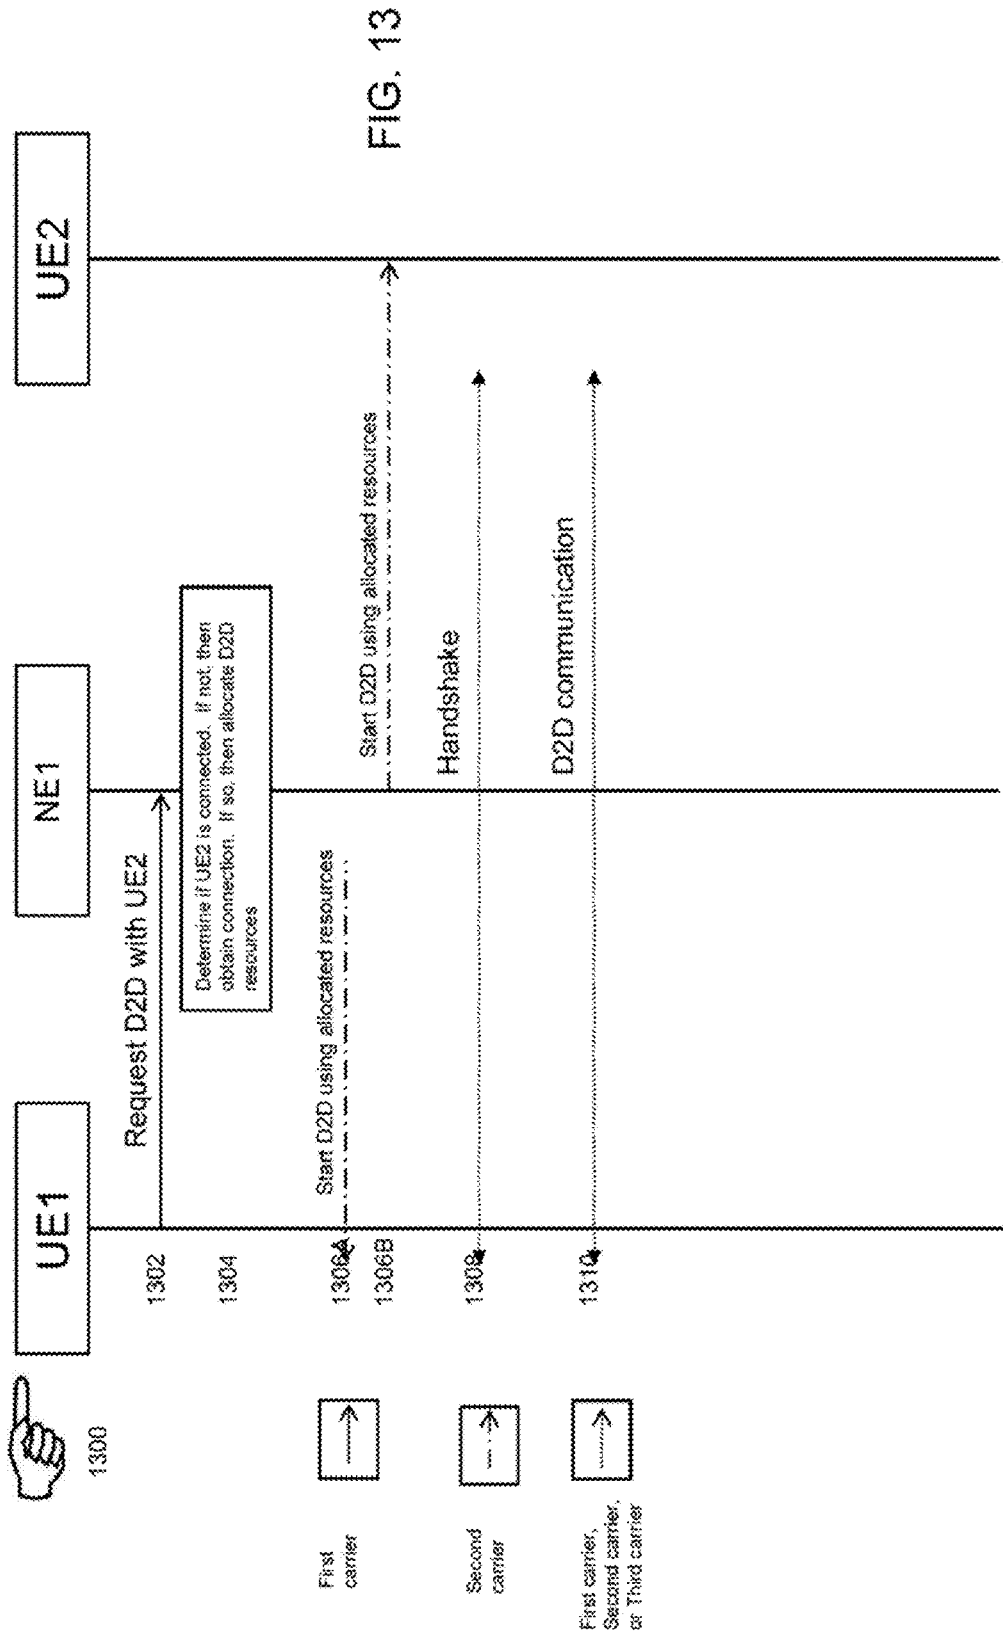 FIG. 13
1300
UE1
NE1
UE2
1302
Request D2D with UE2
1304
Determine if UE2 is connected. If not, then
obtain connection. If so, then allocate D2D
resources
1306A
Start D2D using allocated resources
1306B
Start D2D using allocated resources
1308
Handshake
1310
D2D communication
First
carrier
Second
carrier
First carrier,
Second carrier,
or Third carrier